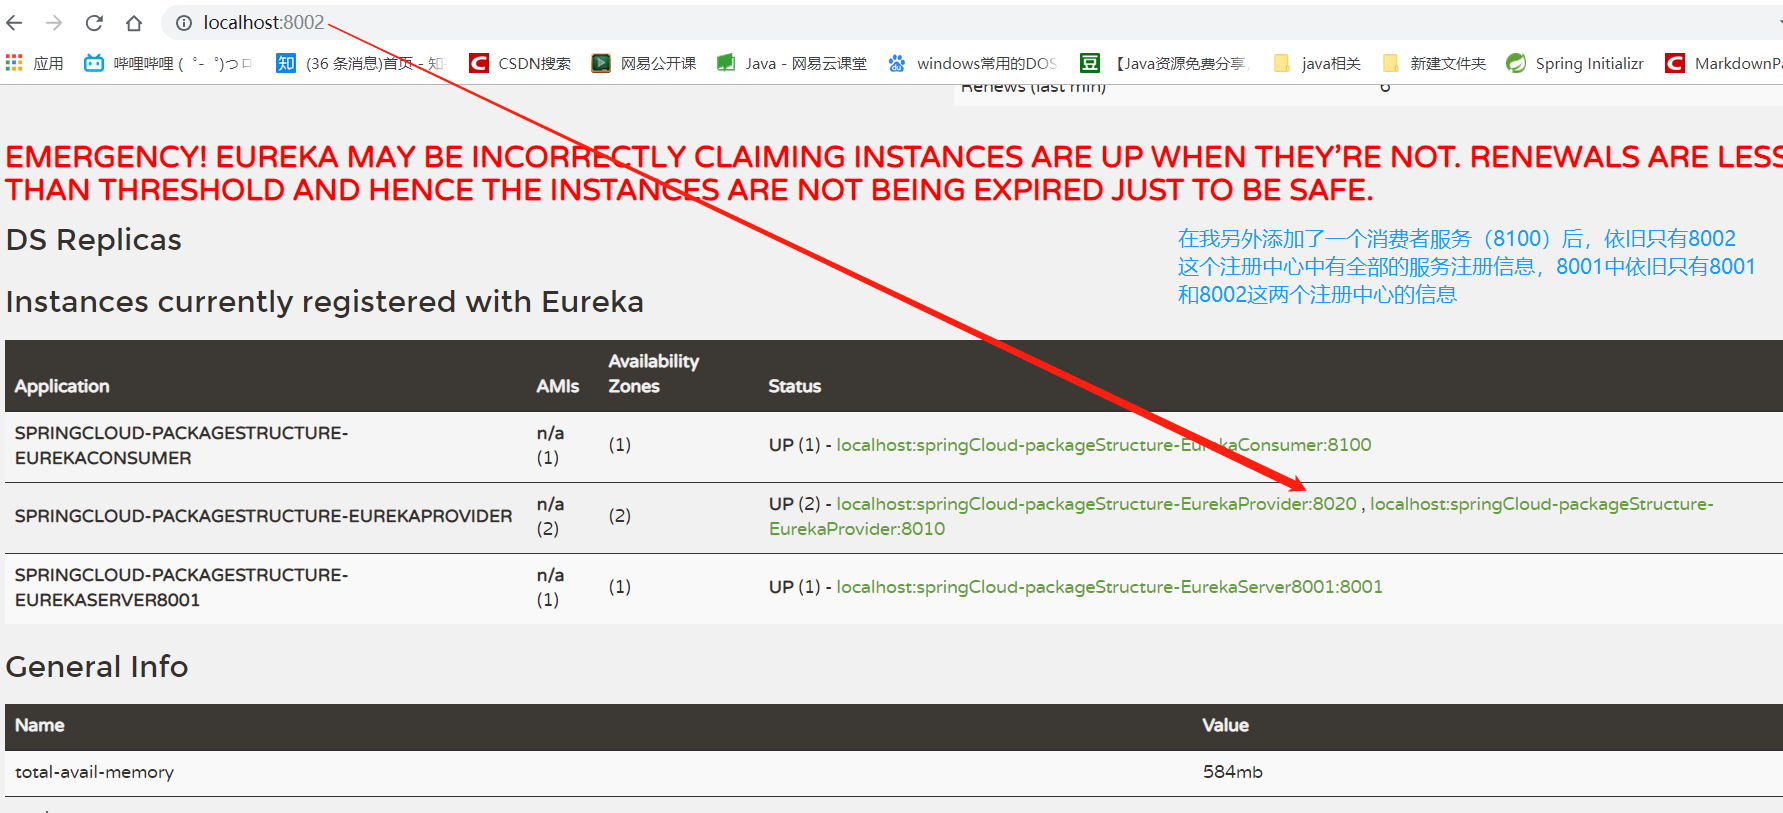 localhost:8002
应用 哔哩哔哩 ( ゜- ゜)つロ (36 条消息)首页 - 知 CSDN搜索 网易公开课 Java - 网易云课堂 windows常用的DOS 【Java资源免费分享 java相关 新建文件夹 Spring Initializr MarkdownPa
Renews (last min) 6
EMERGENCY! EUREKA MAY BE INCORRECTLY CLAIMING INSTANCES ARE UP WHEN THEY'RE NOT. RENEWALS ARE LESS
THAN THRESHOLD AND HENCE THE INSTANCES ARE NOT BEING EXPIRED JUST TO BE SAFE.
DS Replicas
在我另外添加了一个消费者服务（8100）后，依旧只有8002
这个注册中心中有全部的服务注册信息，8001中依旧只有8001
和8002这两个注册中心的信息
Instances currently registered with Eureka
Application AMIs Availability Zones Status
SPRINGCLOUD-PACKAGESTRUCTURE-
EUREKACONSUMER
n/a
(1)
(1)
UP (1) - localhost:springCloud-packageStructure-EurekaConsumer:8100
SPRINGCLOUD-PACKAGESTRUCTURE-EUREKAPROVIDER
n/a
(2)
(2)
UP (2) - localhost:springCloud-packageStructure-EurekaProvider:8020 , localhost:springCloud-packageStructure-
EurekaProvider:8010
SPRINGCLOUD-PACKAGESTRUCTURE-
EUREKASERVER8001
n/a
(1)
(1)
UP (1) - localhost:springCloud-packageStructure-EurekaServer8001:8001
General Info
Name Value
total-avail-memory 584mb